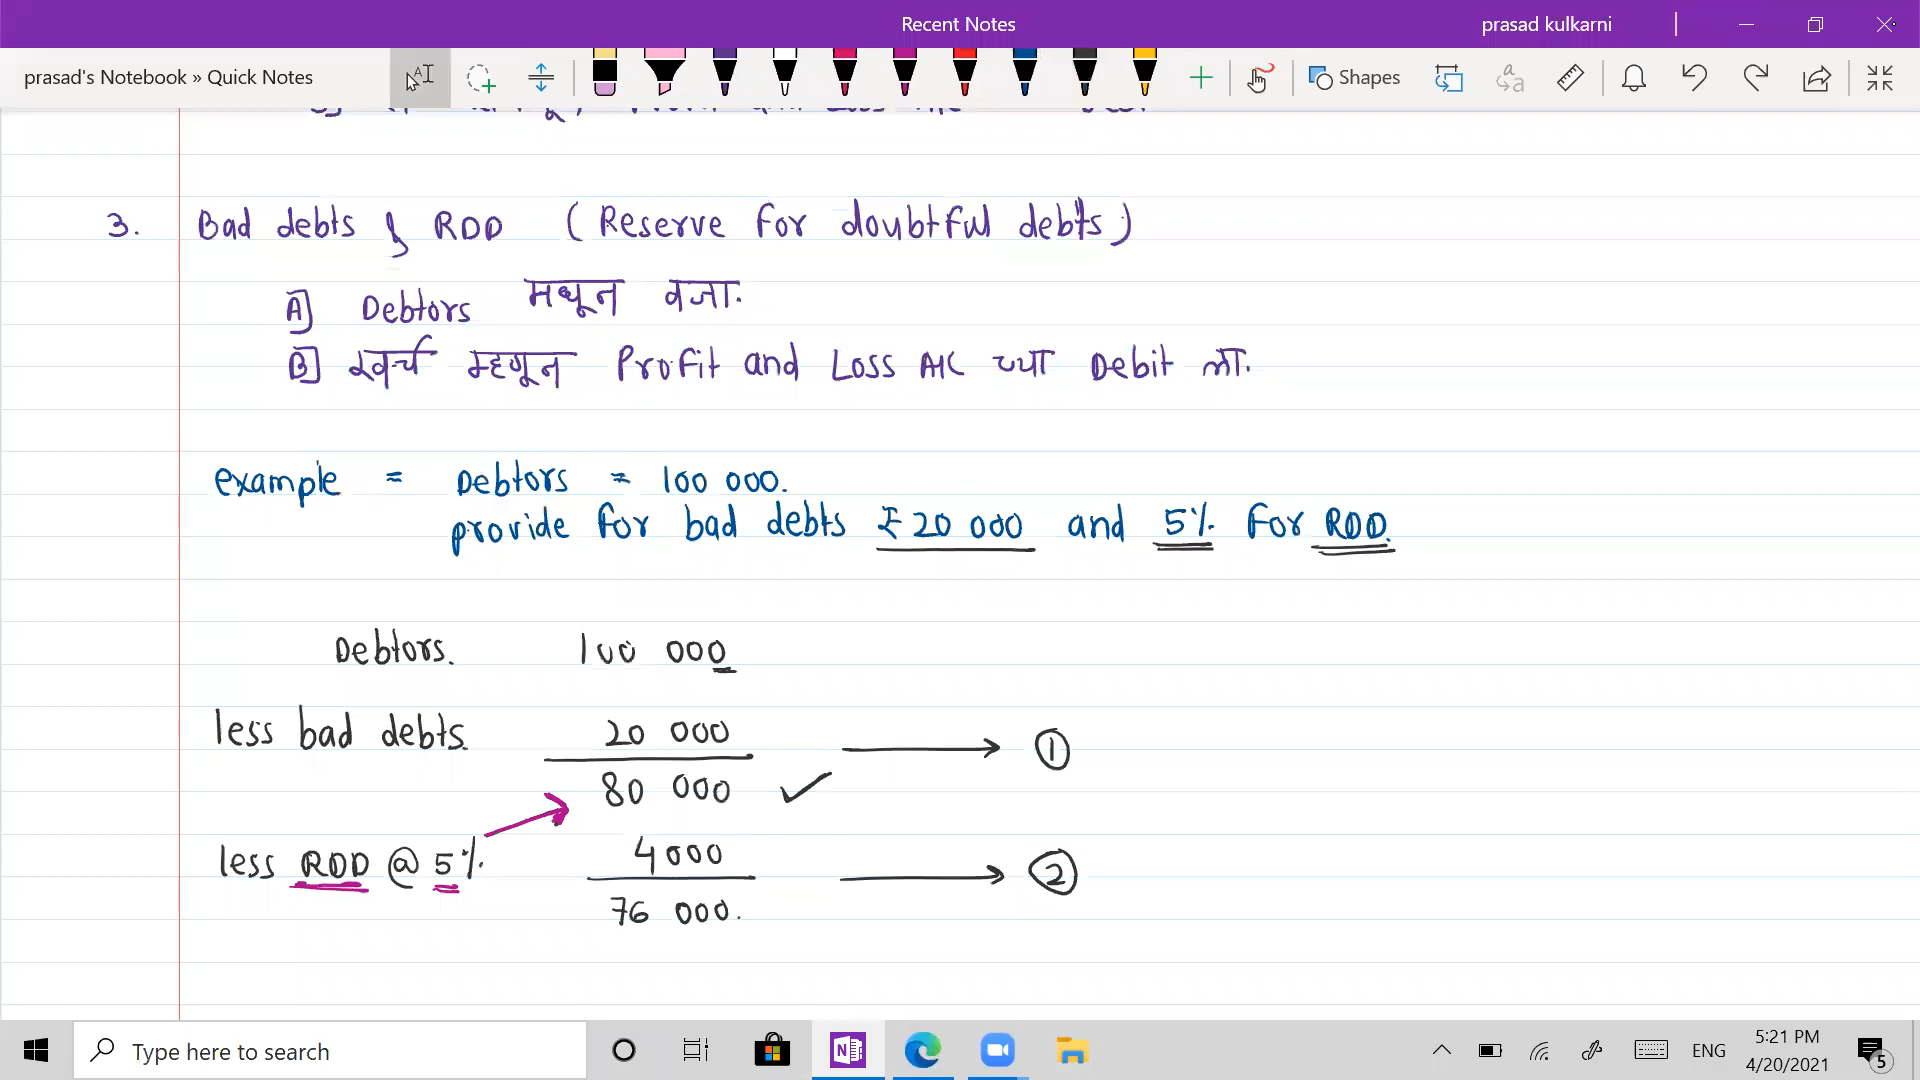 Recent Notes
prasad kulkarni
prasad's Notebook » Quick Notes
Shapes
3. Bad debts & RDD (Reserve for doubtful debts)
A] Debtors मधून वजा.
B] खर्च म्हणून Profit and Loss A/C च्या Debit ला.
example = Debtors = 100 000.
provide for bad debts ₹ 20 000 and 5% for RDD.
Debtors. 100 000
less bad debts. 20 000 → ①
80 000 ✓
less RDD @ 5% 4000 → ②
76 000.
Type here to search
ENG
5:21 PM
4/20/2021
5